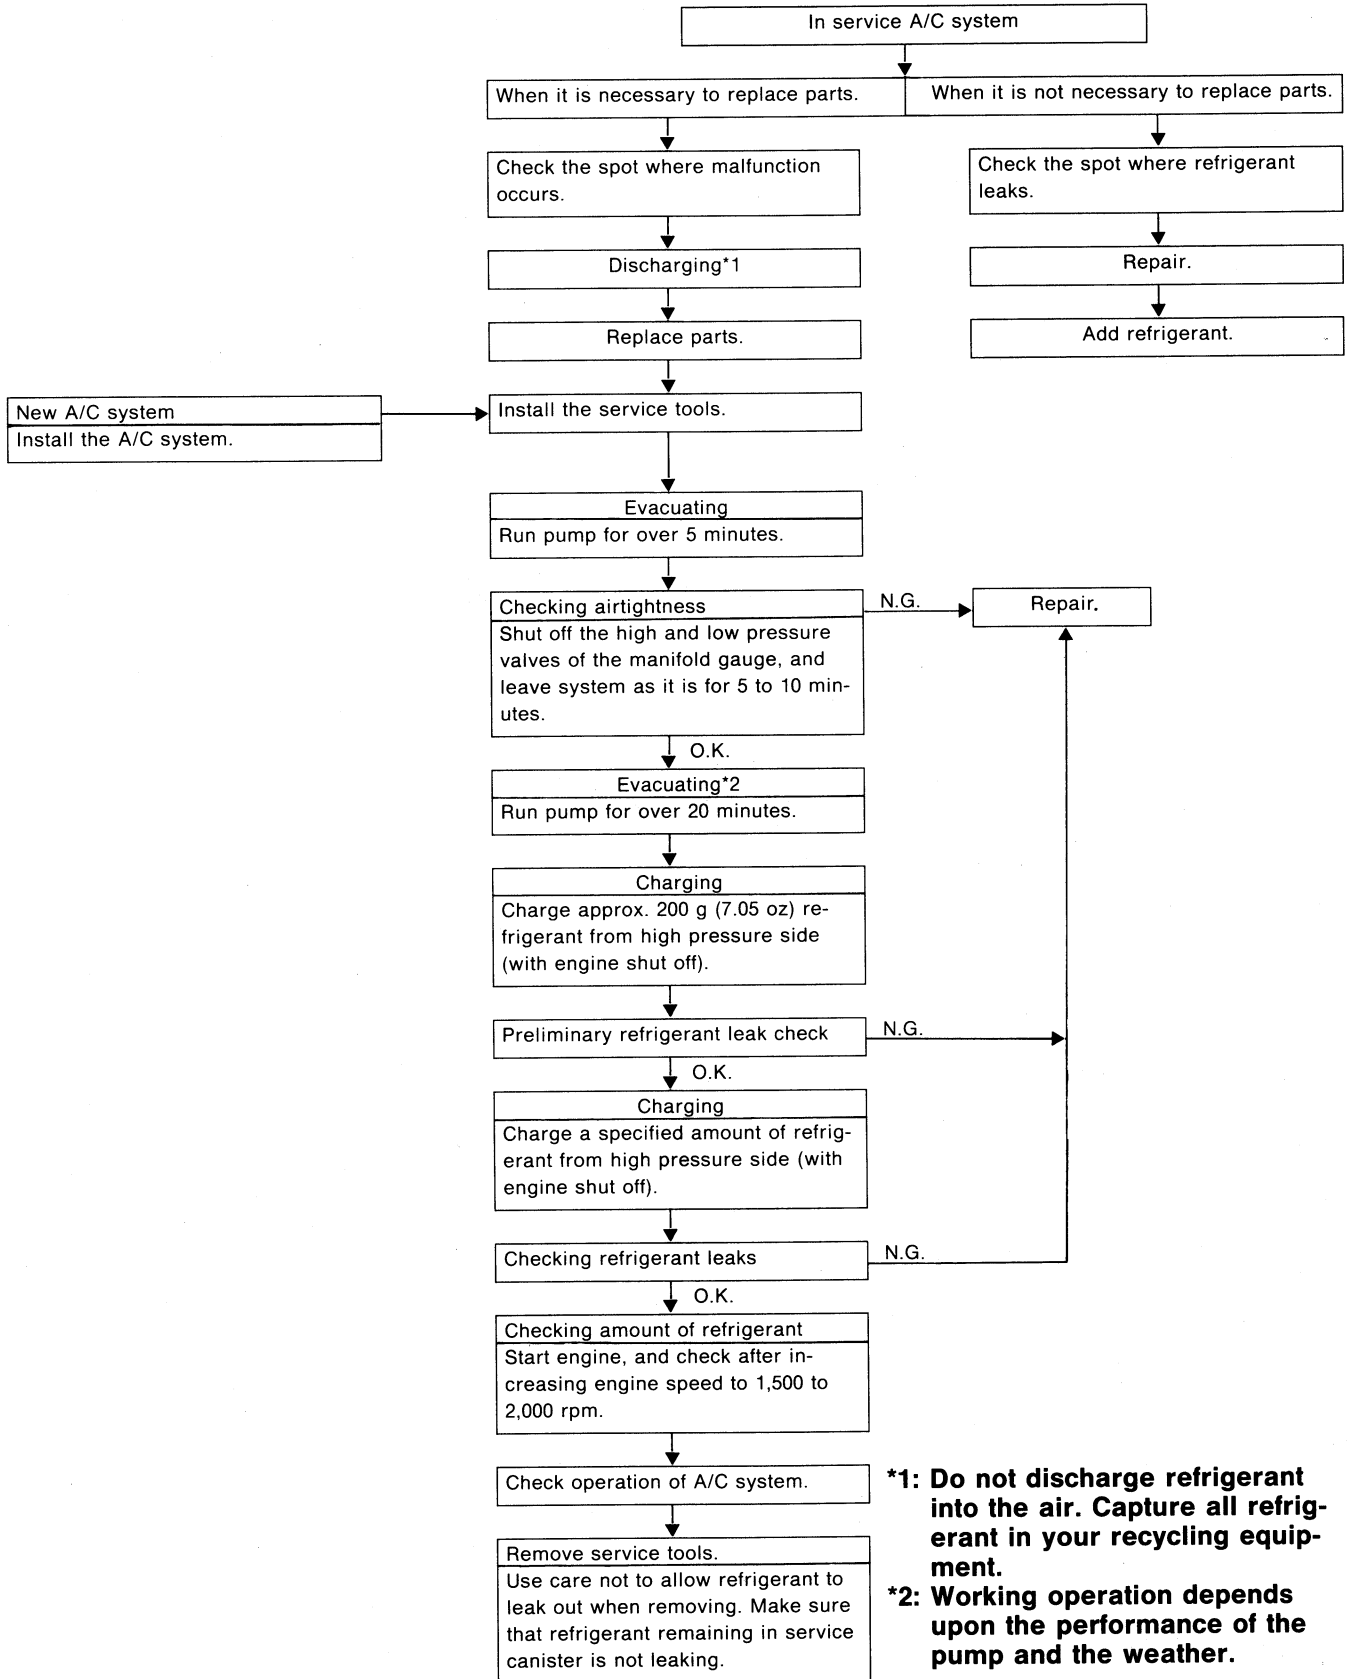 In service A/C system
When it is necessary to replace parts.
When it is not necessary to replace parts.
Check the spot where malfunction
occurs.
Check the spot where refrigerant
leaks.
Discharging*1
Repair.
Replace parts.
Add refrigerant.
New A/C system
Install the A/C system.
Install the service tools.
Evacuating
Run pump for over 5 minutes.
Checking airtightness
Shut off the high and low pressure
valves of the manifold gauge, and
leave system as it is for 5 to 10 min-
utes.
N.G.
Repair.
O.K.
Evacuating*2
Run pump for over 20 minutes.
Charging
Charge approx. 200 g (7.05 oz) re-
frigerant from high pressure side
(with engine shut off).
Preliminary refrigerant leak check
N.G.
O.K.
Charging
Charge a specified amount of refrig-
erant from high pressure side (with
engine shut off).
Checking refrigerant leaks
N.G.
O.K.
Checking amount of refrigerant
Start engine, and check after in-
creasing engine speed to 1,500 to
2,000 rpm.
Check operation of A/C system.
Remove service tools.
Use care not to allow refrigerant to
leak out when removing. Make sure
that refrigerant remaining in service
canister is not leaking.
*1: Do not discharge refrigerant
into the air. Capture all refrig-
erant in your recycling equip-
ment.
*2: Working operation depends
upon the performance of the
pump and the weather.